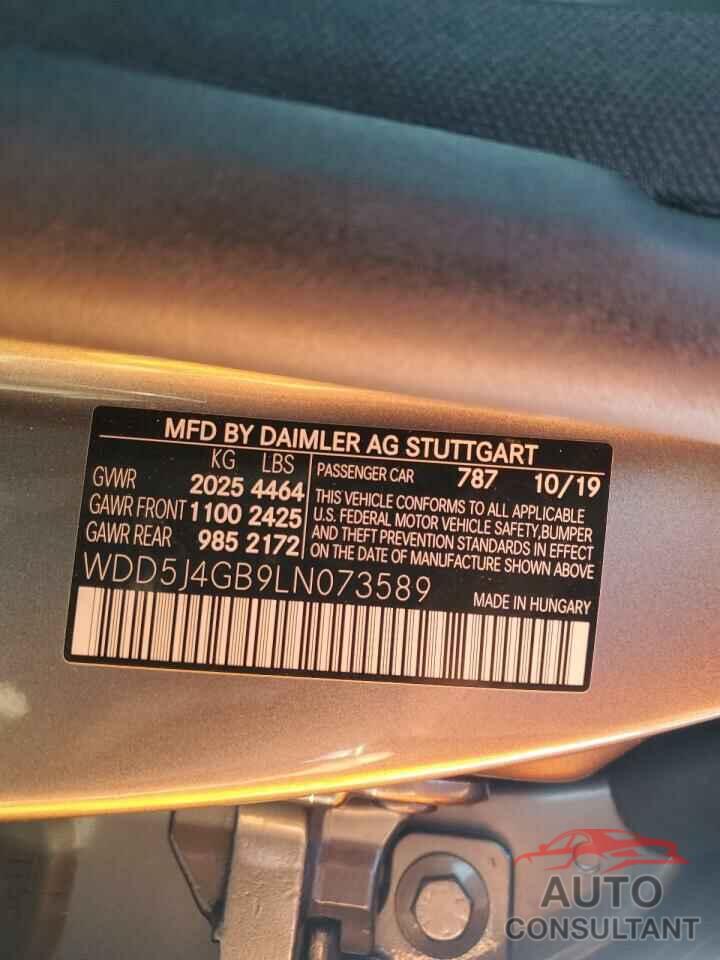 MFD BY DAIMLER AG STUTTGART
KG LBS
GVWR 2025 4464
GAWR FRONT 1100 2425
GAWR REAR 985 2172
PASSENGER CAR 787 10/19
THIS VEHICLE CONFORMS TO ALL APPLICABLE
U.S. FEDERAL MOTOR VEHICLE SAFETY, BUMPER
AND THEFT PREVENTION STANDARDS IN EFFECT
ON THE DATE OF MANUFACTURE SHOWN ABOVE
WDD5J4GB9LN073589
MADE IN HUNGARY
AUTO
CONSULTANT